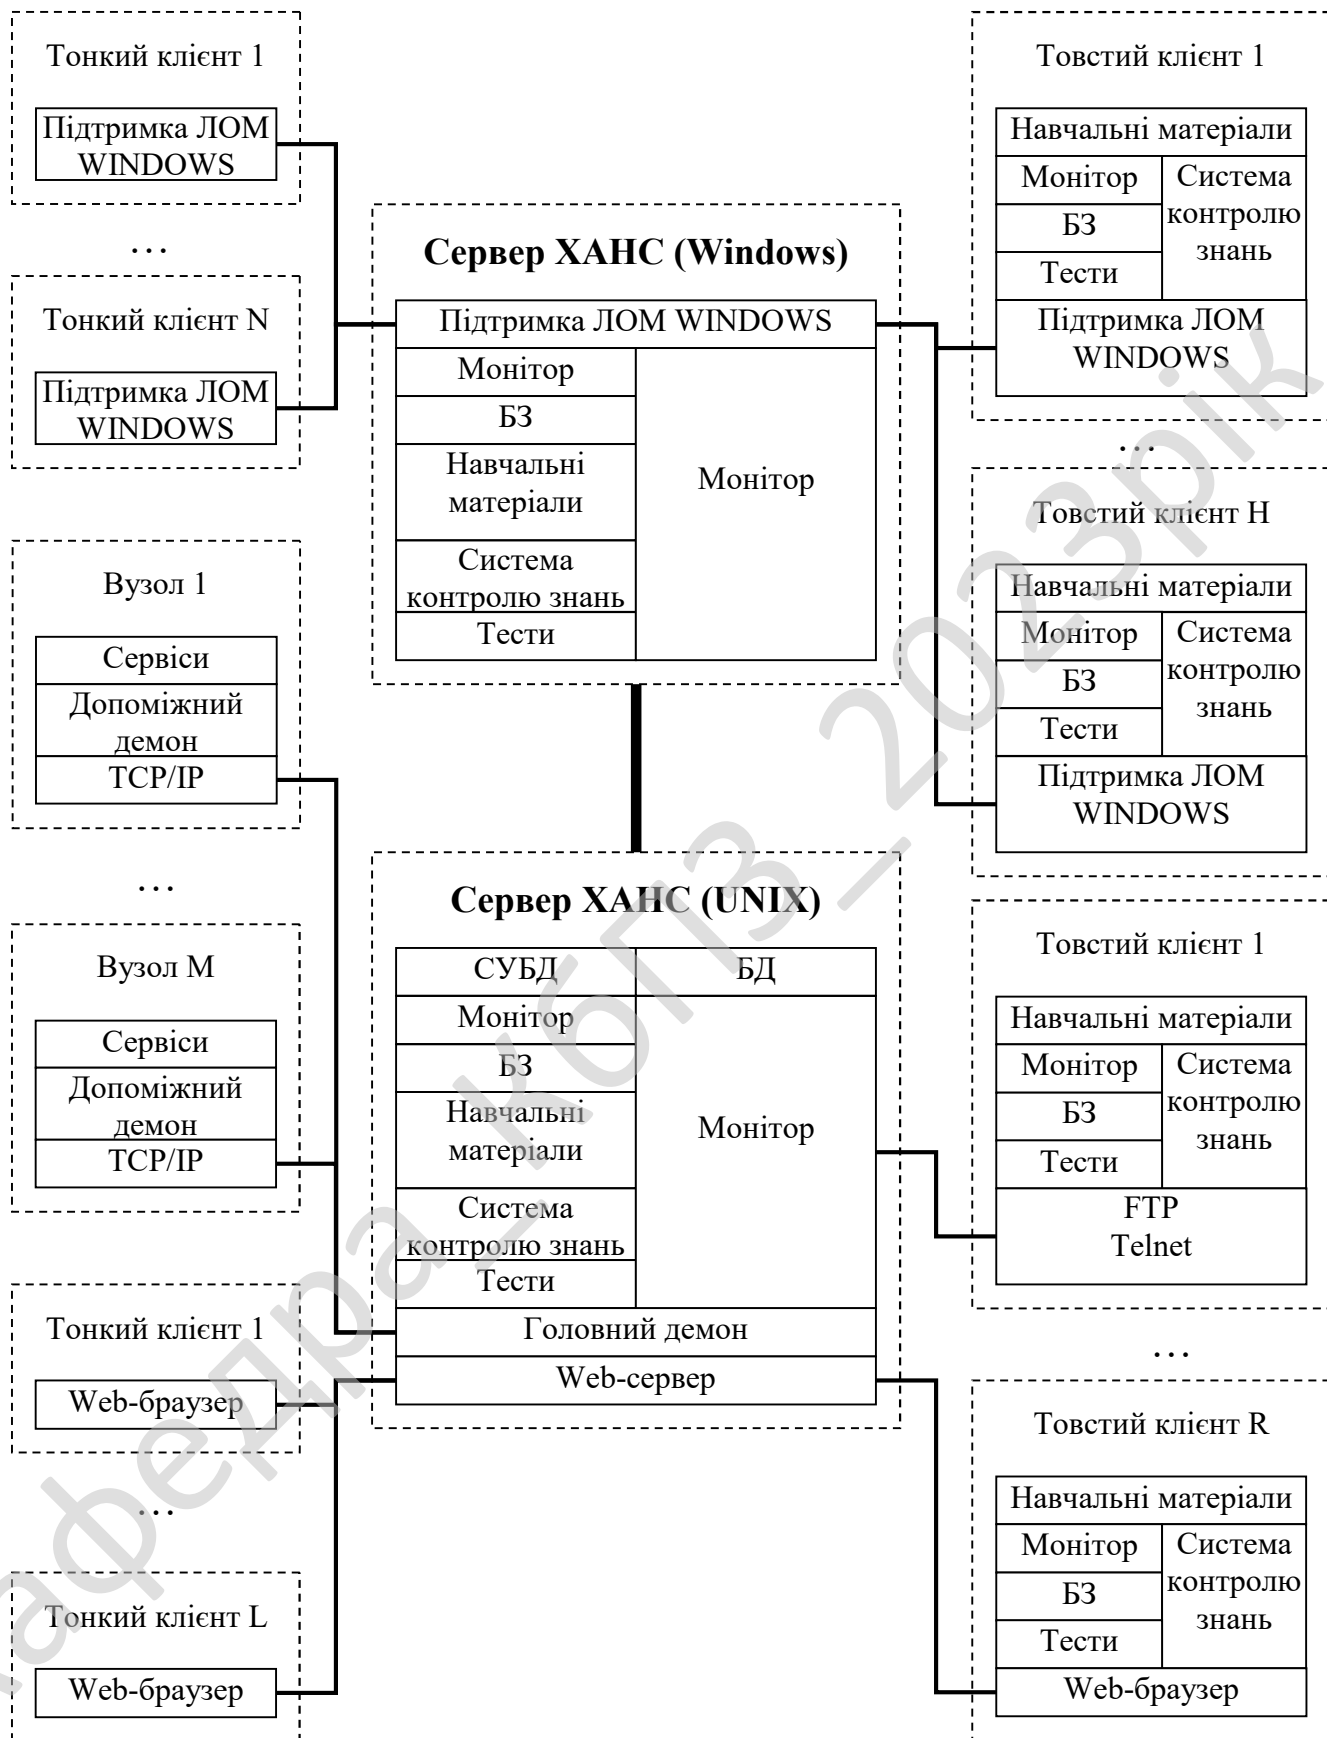 Тонкий клієнт 1
Підтримка ЛОМ
WINDOWS
…
Тонкий клієнт N
Підтримка ЛОМ
WINDOWS
Вузол 1
Сервіси
Допоміжний
демон
TCP/IP
…
Вузол M
Сервіси
Допоміжний
демон
TCP/IP
Тонкий клієнт 1
Web-браузер
…
Тонкий клієнт L
Web-браузер
Сервер ХАНС (Windows)
Підтримка ЛОМ WINDOWS
Монітор
БЗ
Навчальні
матеріали
Система
контролю знань
Тести
Монітор
Сервер ХАНС (UNIX)
СУБД
БД
Монітор
БЗ
Навчальні
матеріали
Система
контролю знань
Тести
Монітор
Головний демон
Web-сервер
Товстий клієнт 1
Навчальні матеріали
Монітор
БЗ
Тести
Система
контролю
знань
Підтримка ЛОМ
WINDOWS
…
Товстий клієнт H
Навчальні матеріали
Монітор
БЗ
Тести
Система
контролю
знань
Підтримка ЛОМ
WINDOWS
Товстий клієнт 1
Навчальні матеріали
Монітор
БЗ
Тести
Система
контролю
знань
FTP
Telnet
…
Товстий клієнт R
Навчальні матеріали
Монітор
БЗ
Тести
Система
контролю
знань
Web-браузер
кафедра_КбПЗ_2023рік